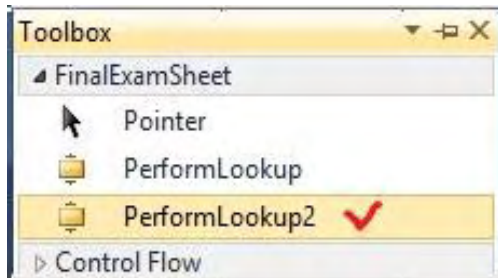 Toolbox
FinalExamSheet
Pointer
PerformLookup
PerformLookup2
Control Flow